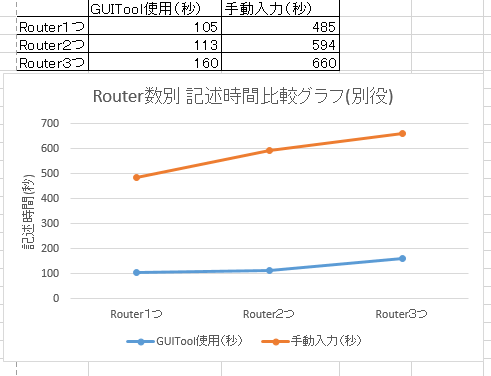 GUITool使用(秒) 手動入力(秒)
Router1つ 105 485
Router2つ 113 594
Router3つ 160 660
Router数別 記述時間比較グラフ(別役)
700
600
500
400
300
200
100
0
記述時間(秒)
Router1つ Router2つ Router3つ
GUITool使用(秒) 手動入力(秒)